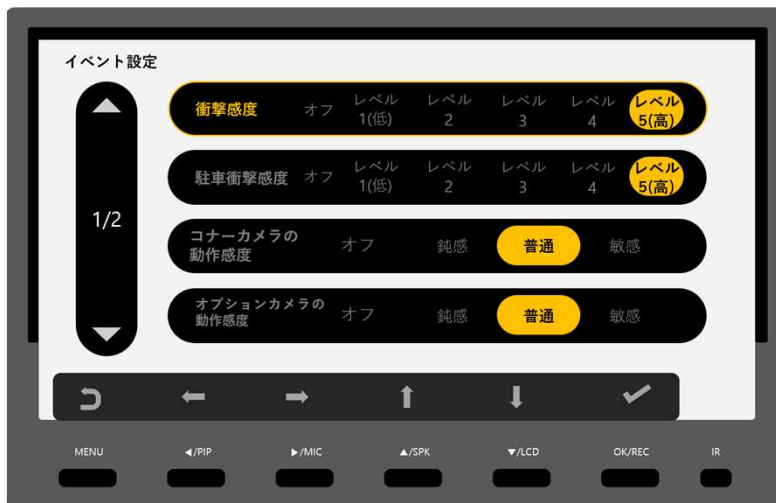 イベント設定
1/2
衝撃感度 オフ レベル 1(低) レベル 2 レベル 3 レベル 4 レベル 5(高)
駐車衝撃感度 オフ レベル 1(低) レベル 2 レベル 3 レベル 4 レベル 5(高)
コナーカメラの
動作感度 オフ 鈍感 普通 敏感
オプションカメラの
動作感度 オフ 鈍感 普通 敏感
MENU ◀/PIP ▶/MIC ▲/SPK ▼/LCD OK/REC IR